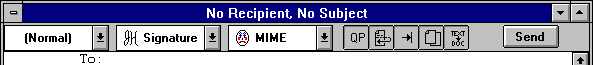 No Recipient, No Subject
(Normal) Signature MIME QP TEXT DOC Send
To: